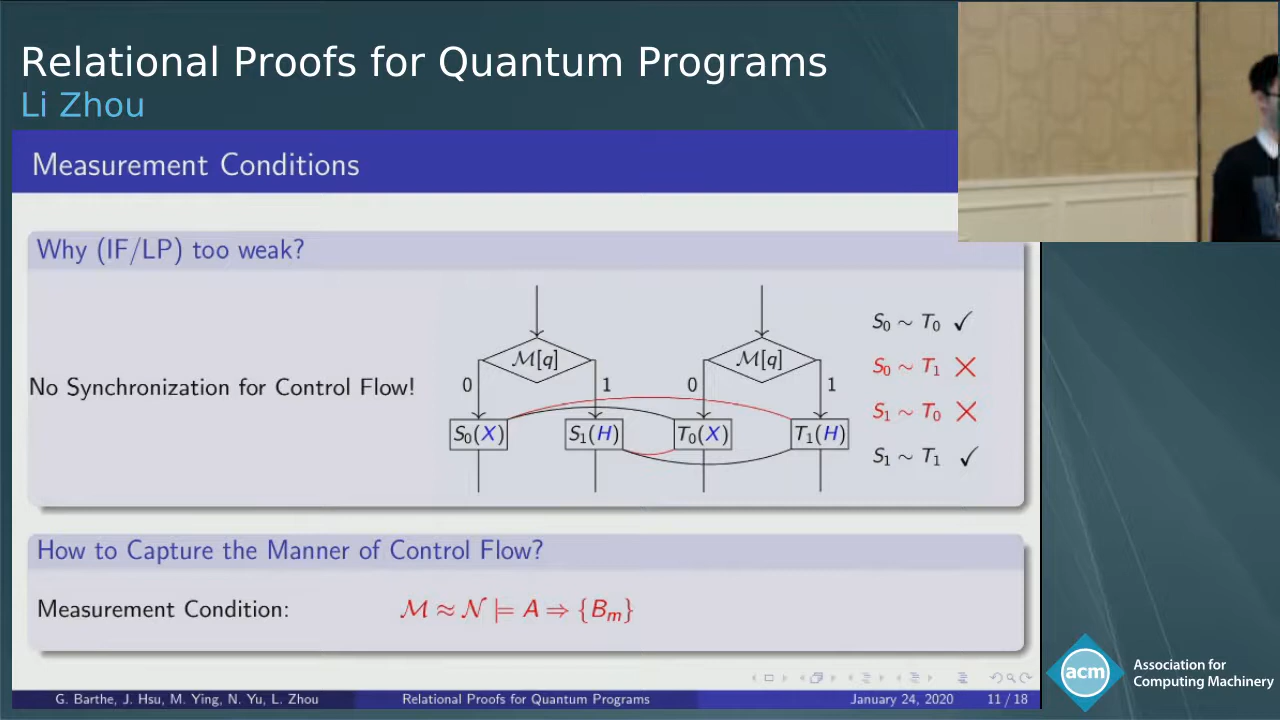 Relational Proofs for Quantum Programs
Li Zhou
Measurement Conditions
Why (IF/LP) too weak?
No Synchronization for Control Flow!
M[q] M[q]
0 1 0 1
S₀(X) S₁(H) T₀(X) T₁(H)
S₀ ∼ T₀ ✓
S₀ ∼ T₁ ✕
S₁ ∼ T₀ ✕
S₁ ∼ T₁ ✓
How to Capture the Manner of Control Flow?
Measurement Condition: M ≈ N ⊨ A ⇒ {Bₘ}
G. Barthe, J. Hsu, M. Ying, N. Yu, L. Zhou Relational Proofs for Quantum Programs January 24, 2020 11 / 18
acm Association for
Computing Machinery